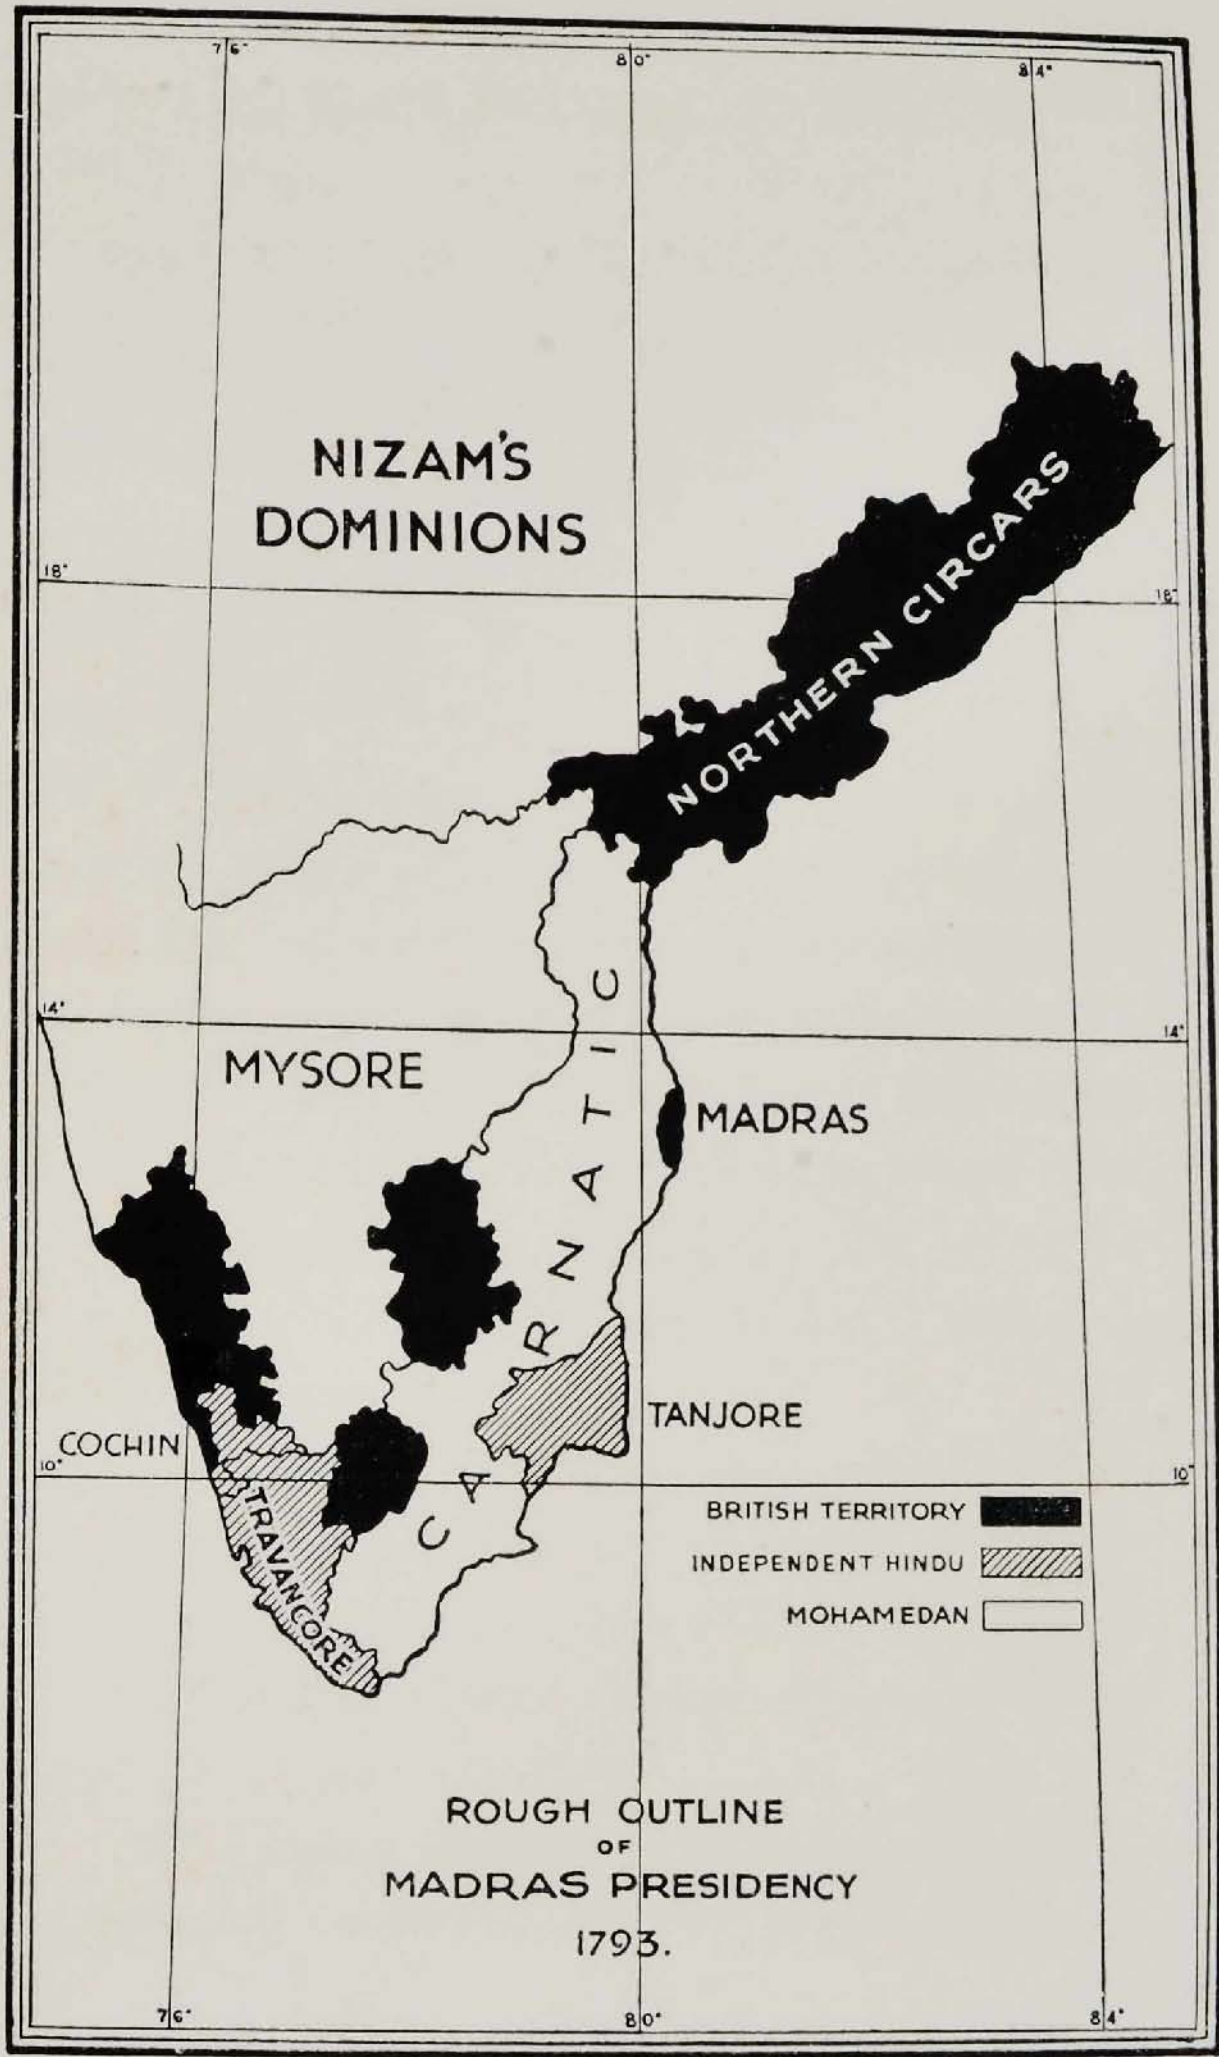 76°
80°
84°
NIZAM'S
DOMINIONS
NORTHERN CIRCARS
18°
18°
14°
14°
MYSORE
CARNATIC
MADRAS
TANJORE
COCHIN
10°
10°
TRAVANCORE
BRITISH TERRITORY
INDEPENDENT HINDU
MOHAMEDAN
ROUGH OUTLINE
OF
MADRAS PRESIDENCY
1793.
76°
80°
84°